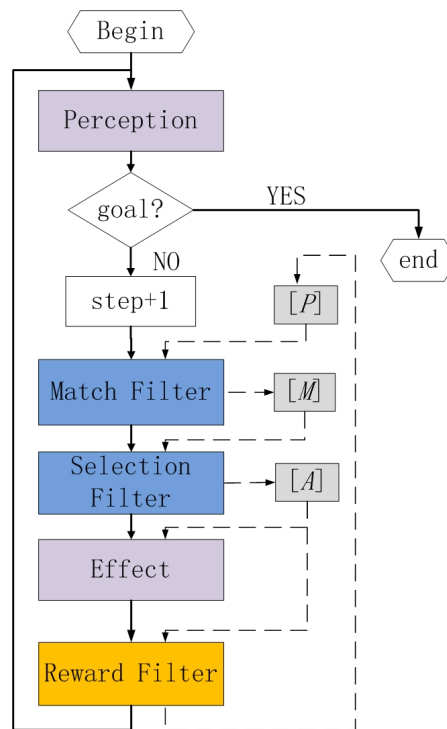 Begin
Perception
goal?
YES
end
NO
step+1
[P]
Match Filter
[M]
Selection
Filter
[A]
Effect
Reward Filter